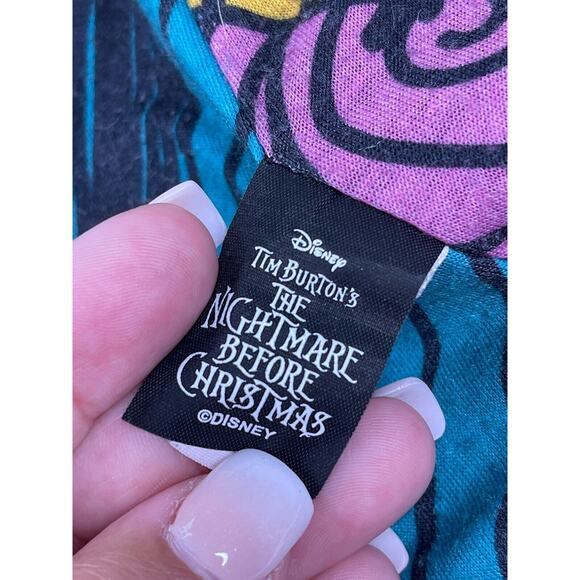 Disney
TIM BURTON'S
THE
NIGHTMARE
BEFORE
CHRISTMAS
©DISNEY